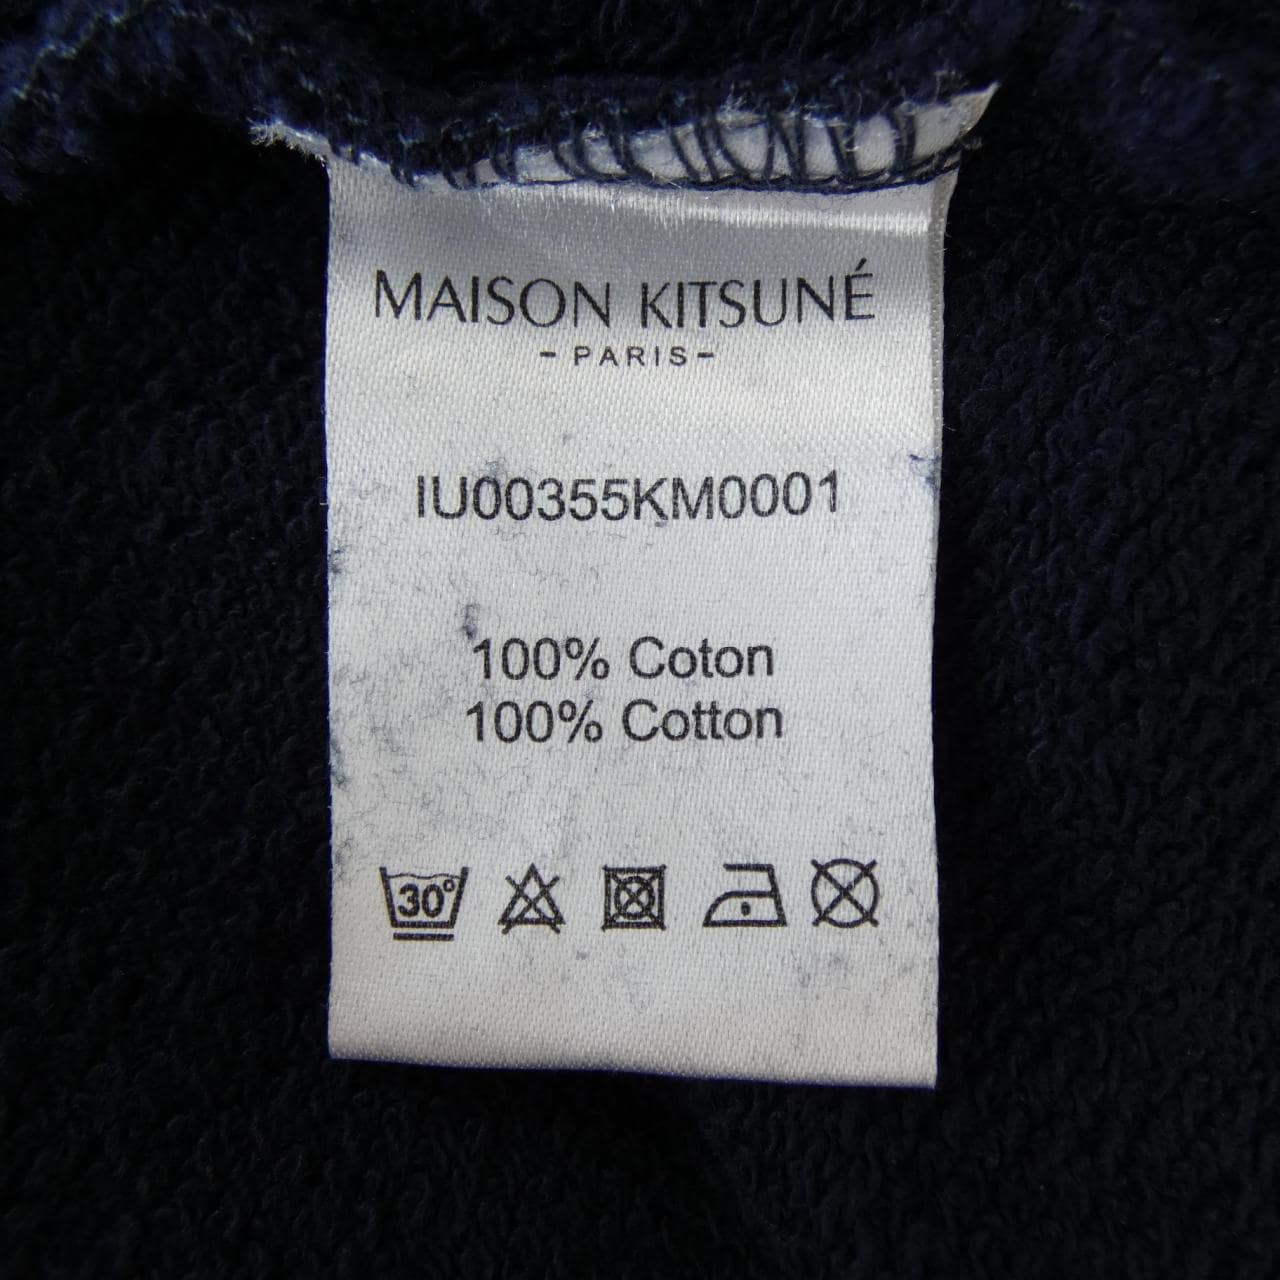 MAISON KITSUNÉ
- PARIS -
IU00355KM0001
100% Coton
100% Cotton
30°